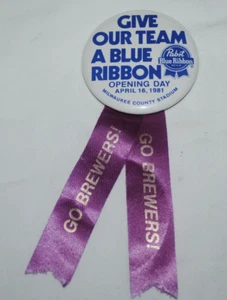 GIVE
OUR TEAM
A BLUE
RIBBON
Pabst
Blue Ribbon
OPENING DAY
APRIL 16, 1981
MILWAUKEE COUNTY STADIUM
GO BREWERS!
GO BREWERS!